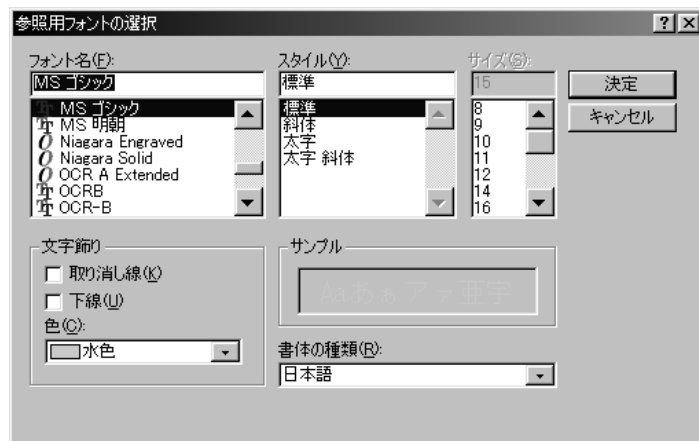 参照用フォントの選択
フォント名(F):
MS ゴシック
MS ゴシック
MS 明朝
Niagara Engraved
Niagara Solid
OCR A Extended
OCRB
OCR-B
スタイル(Y):
標準
標準
斜体
太字
太字 斜体
サイズ(S):
15
8
9
10
11
12
14
16
決定
キャンセル
文字飾り
取り消し線(K)
下線(U)
色(C):
水色
サンプル
Aaあぁアァ亜宇
書体の種類(R):
日本語